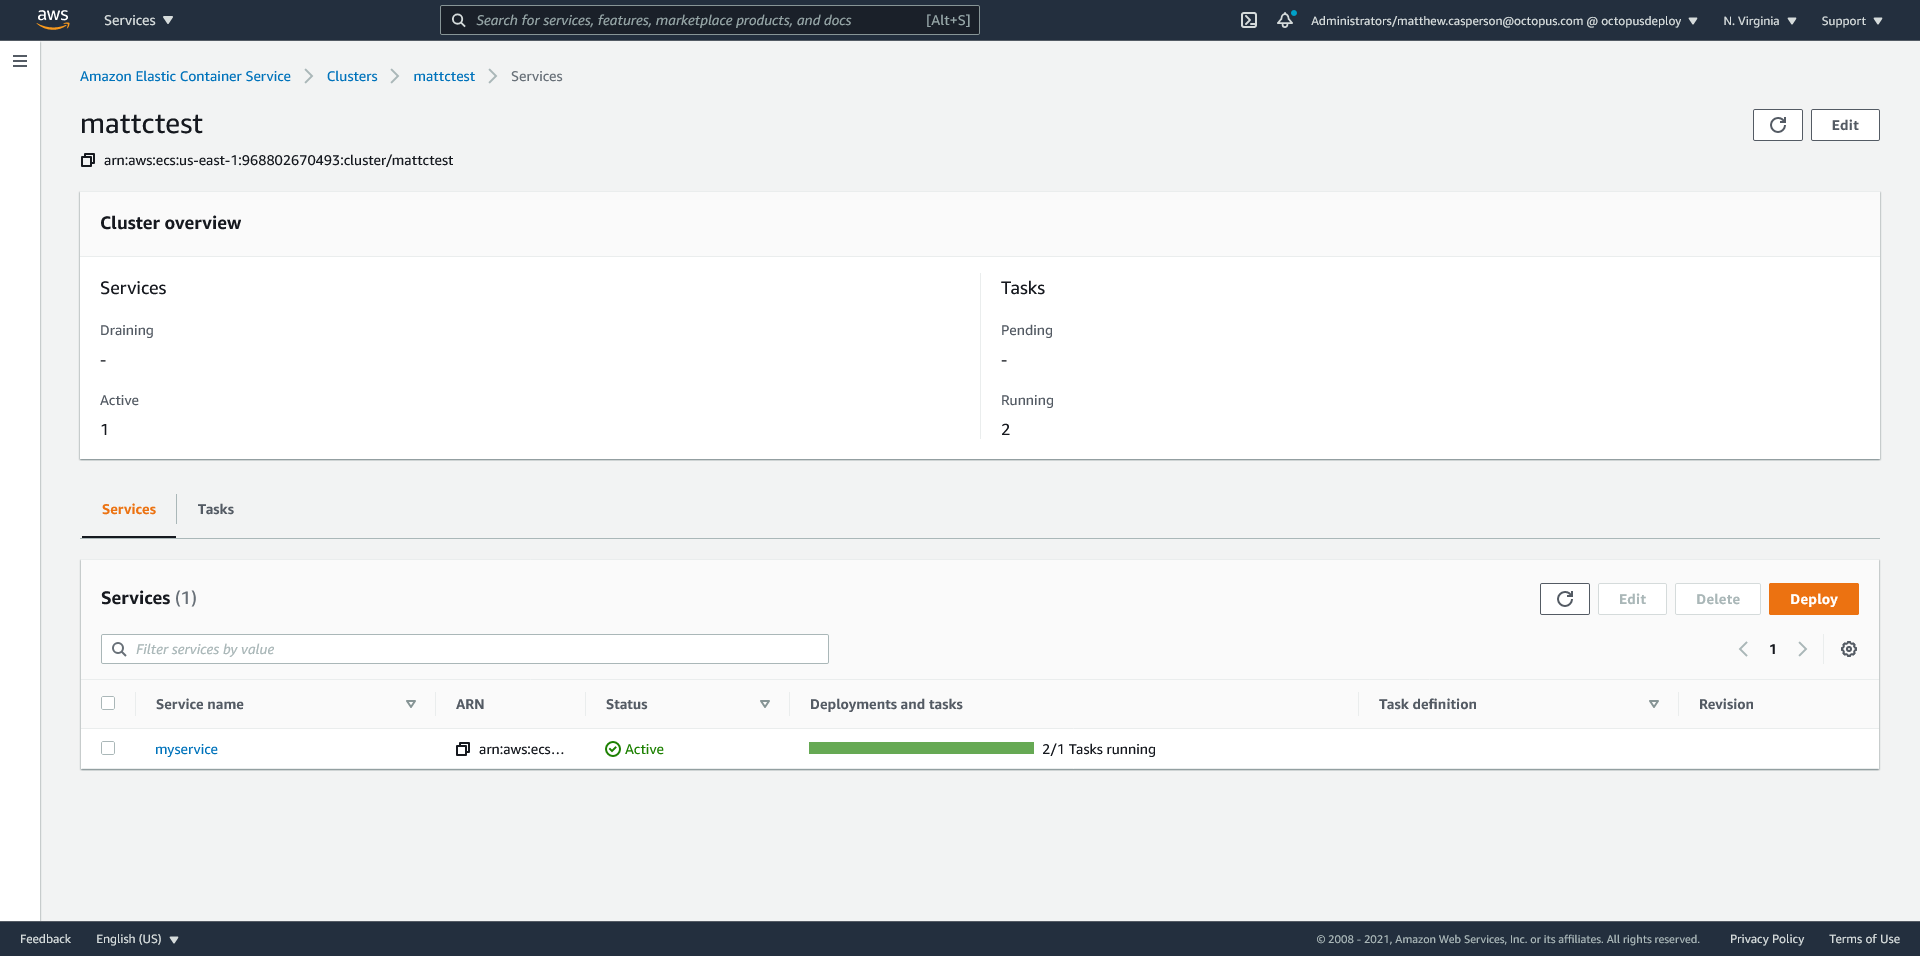 aws Services Search for services, features, marketplace products, and docs [Alt+S] Administrators/matthew.casperson@octopus.com @ octopusdeploy N. Virginia Support
Amazon Elastic Container Service Clusters mattctest Services
mattctest
Edit
arn:aws:ecs:us-east-1:968802670493:cluster/mattctest
Cluster overview
Services Tasks
Draining Pending
- -
Active Running
1 2
Services Tasks
Services (1) Edit Delete Deploy
Filter services by value 1
Service name ARN Status Deployments and tasks Task definition Revision
myservice arn:aws:ecs... Active 2/1 Tasks running
Feedback English (US) © 2008 - 2021, Amazon Web Services, Inc. or its affiliates. All rights reserved. Privacy Policy Terms of Use